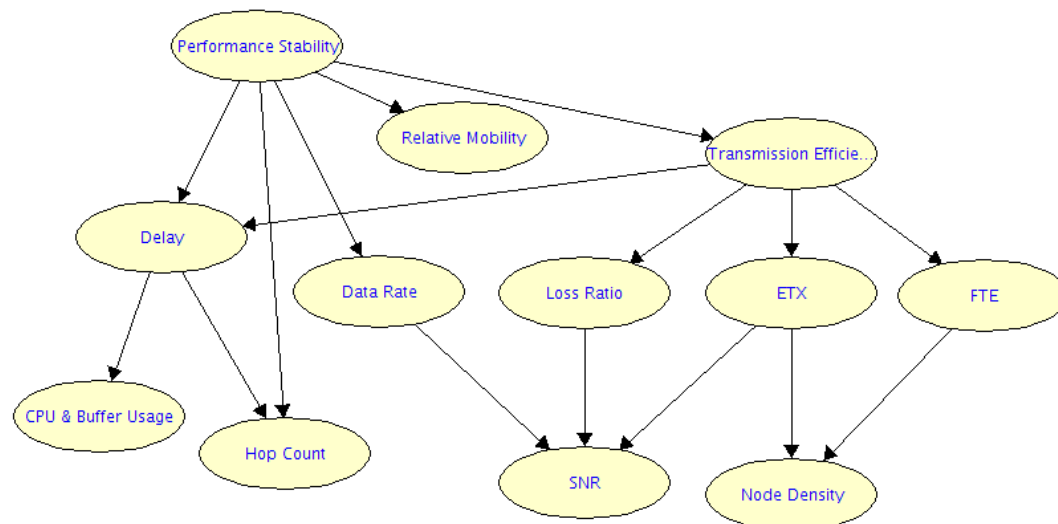 Performance Stability
Relative Mobility
Transmission Efficie...
Delay
Data Rate
Loss Ratio
ETX
FTE
CPU & Buffer Usage
Hop Count
SNR
Node Density